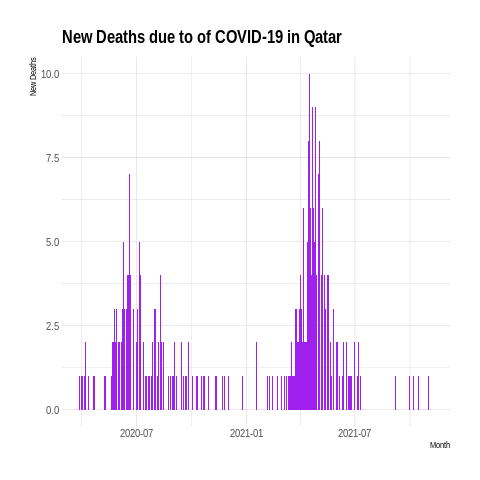 New Deaths due to of COVID-19 in Qatar
New Deaths
10.0
7.5
5.0
2.5
0.0
2020-07
2021-01
2021-07
Month